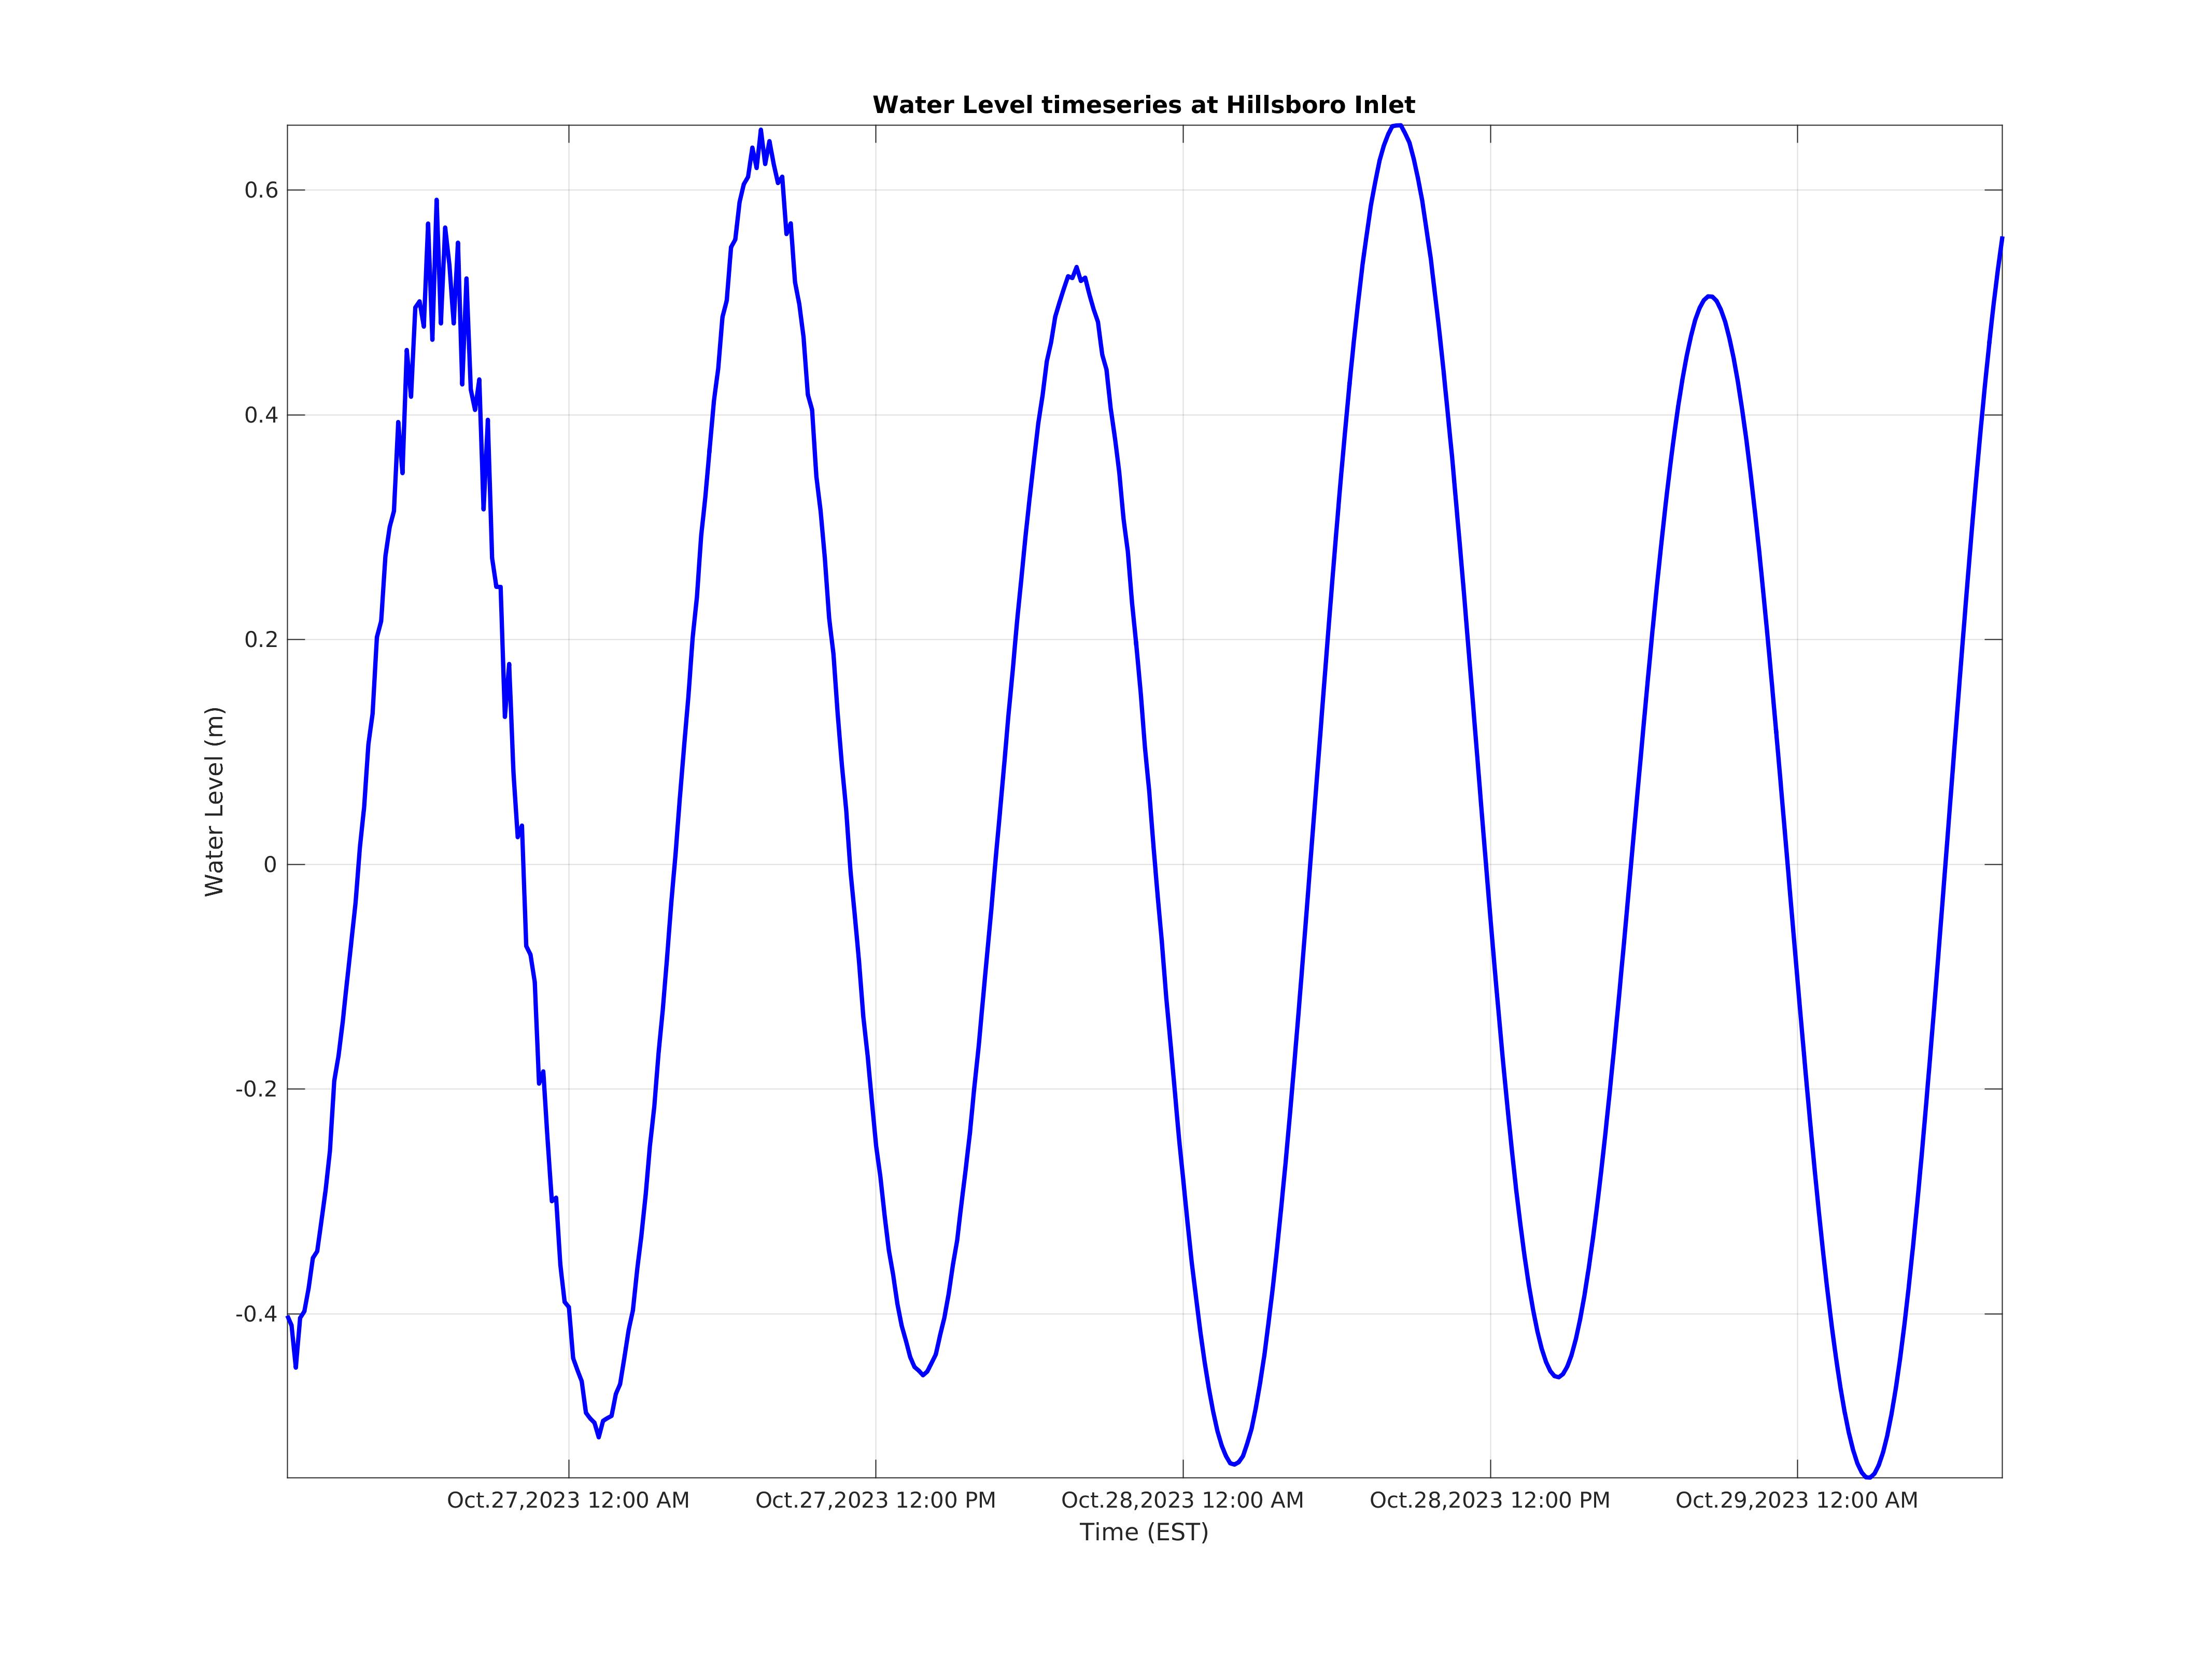 Water Level timeseries at Hillsboro Inlet
0.6
0.4
0.2
0
-0.2
-0.4
Water Level (m)
Oct.27,2023 12:00 AM
Oct.27,2023 12:00 PM
Oct.28,2023 12:00 AM
Oct.28,2023 12:00 PM
Oct.29,2023 12:00 AM
Time (EST)